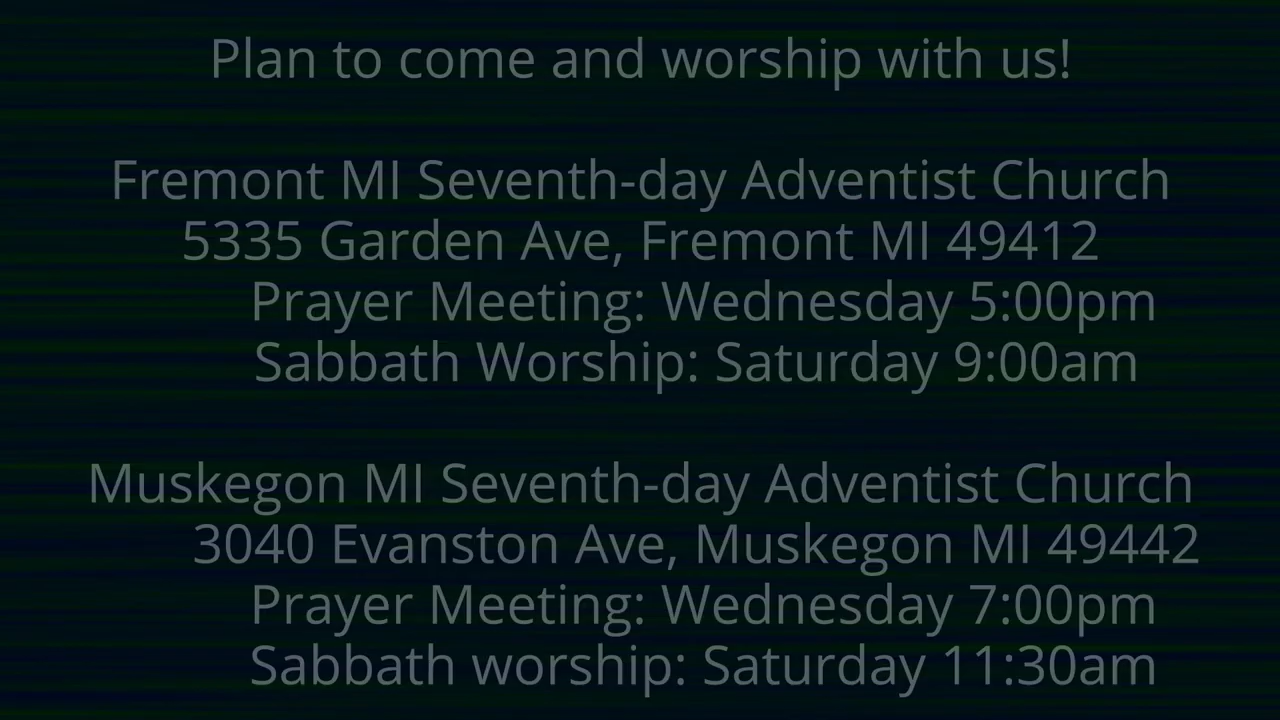 Plan to come and worship with us!
Fremont MI Seventh-day Adventist Church
5335 Garden Ave, Fremont MI 49412
Prayer Meeting: Wednesday 5:00pm
Sabbath Worship: Saturday 9:00am
Muskegon MI Seventh-day Adventist Church
3040 Evanston Ave, Muskegon MI 49442
Prayer Meeting: Wednesday 7:00pm
Sabbath worship: Saturday 11:30am